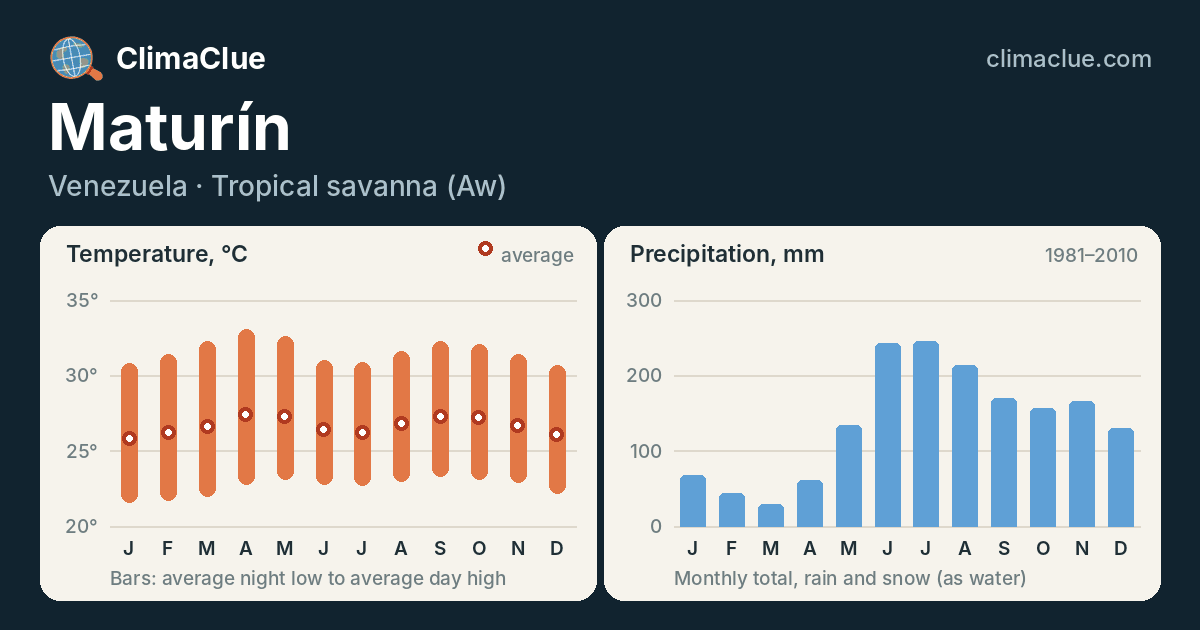 ClimaClue
climaclue.com
Maturín
Venezuela · Tropical savanna (Aw)
Temperature, °C
average
35°
30°
25°
20°
J F M A M J J A S O N D
Bars: average night low to average day high
Precipitation, mm
1981–2010
300
200
100
0
J F M A M J J A S O N D
Monthly total, rain and snow (as water)